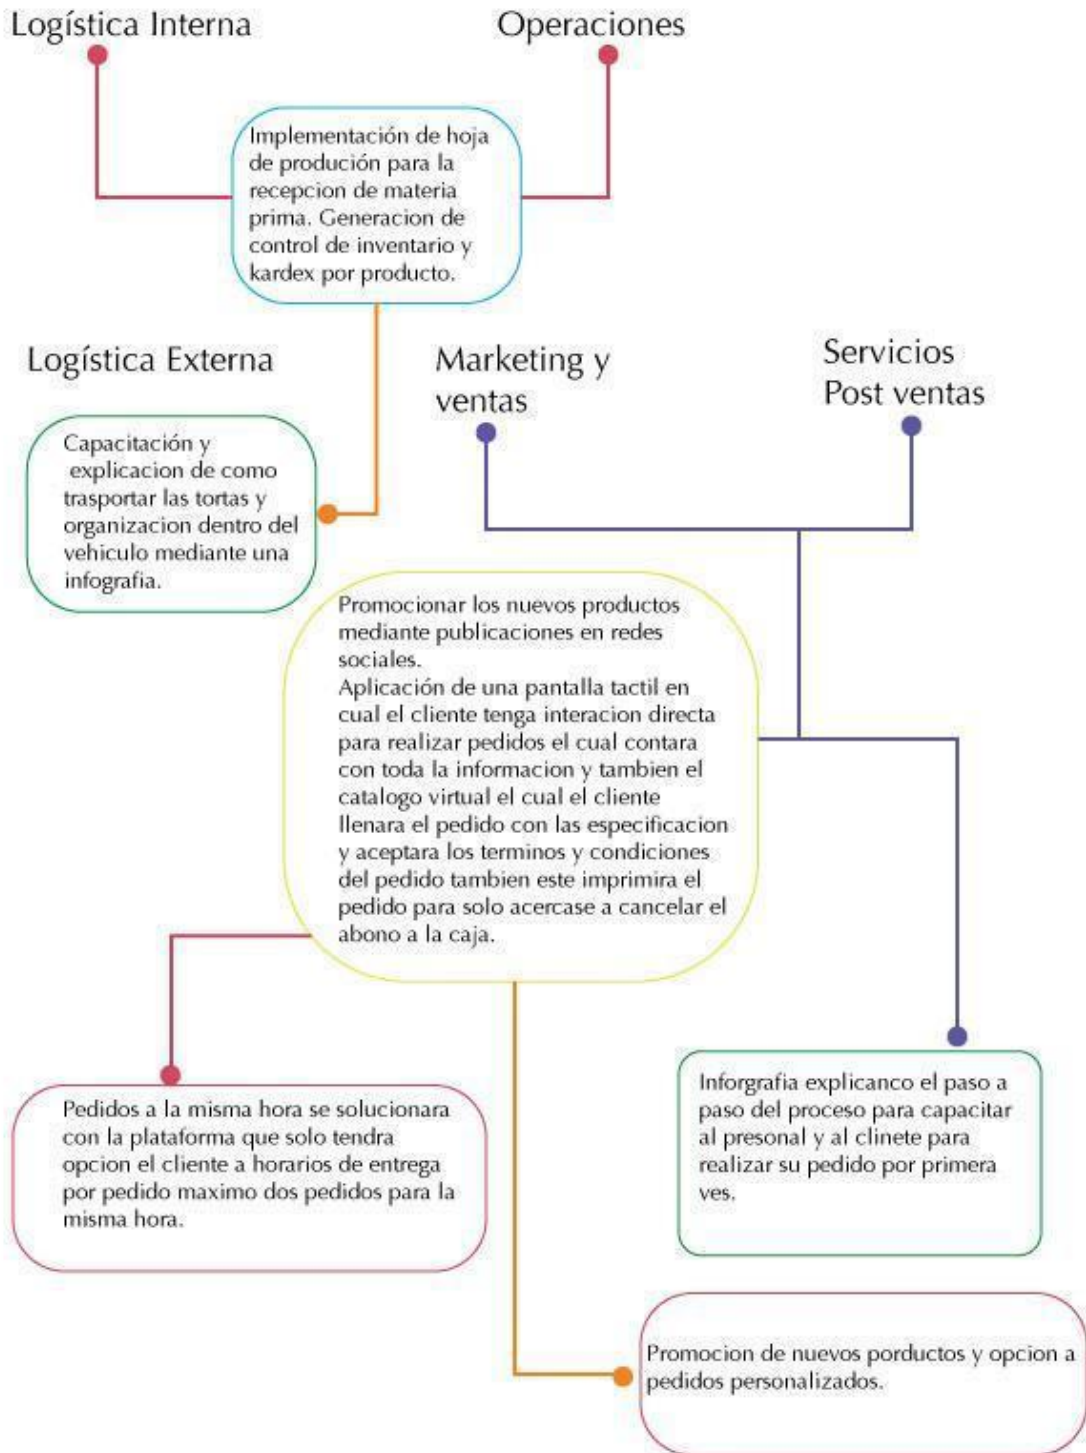 Logística Interna
Operaciones
Implementación de hoja
de produción para la
recepcion de materia
prima. Generacion de
control de inventario y
kardex por producto.
Logística Externa
Marketing y
ventas
Servicios
Post ventas
Capacitación y
explicacion de como
trasportar las tortas y
organizacion dentro del
vehiculo mediante una
infografia.
Promocionar los nuevos productos
mediante publicaciones en redes
sociales.
Aplicación de una pantalla tactil en
cual el cliente tenga interacion directa
para realizar pedidos el cual contara
con toda la informacion y tambien el
catalogo virtual el cual el cliente
llenara el pedido con las especificacion
y aceptara los terminos y condiciones
del pedido tambien este imprimira el
pedido para solo acercase a cancelar el
abono a la caja.
Pedidos a la misma hora se solucionara
con la plataforma que solo tendra
opcion el cliente a horarios de entrega
por pedido maximo dos pedidos para la
misma hora.
Inforgrafia explicanco el paso a
paso del proceso para capacitar
al presonal y al clinete para
realizar su pedido por primera
ves.
Promocion de nuevos porductos y opcion a
pedidos personalizados.